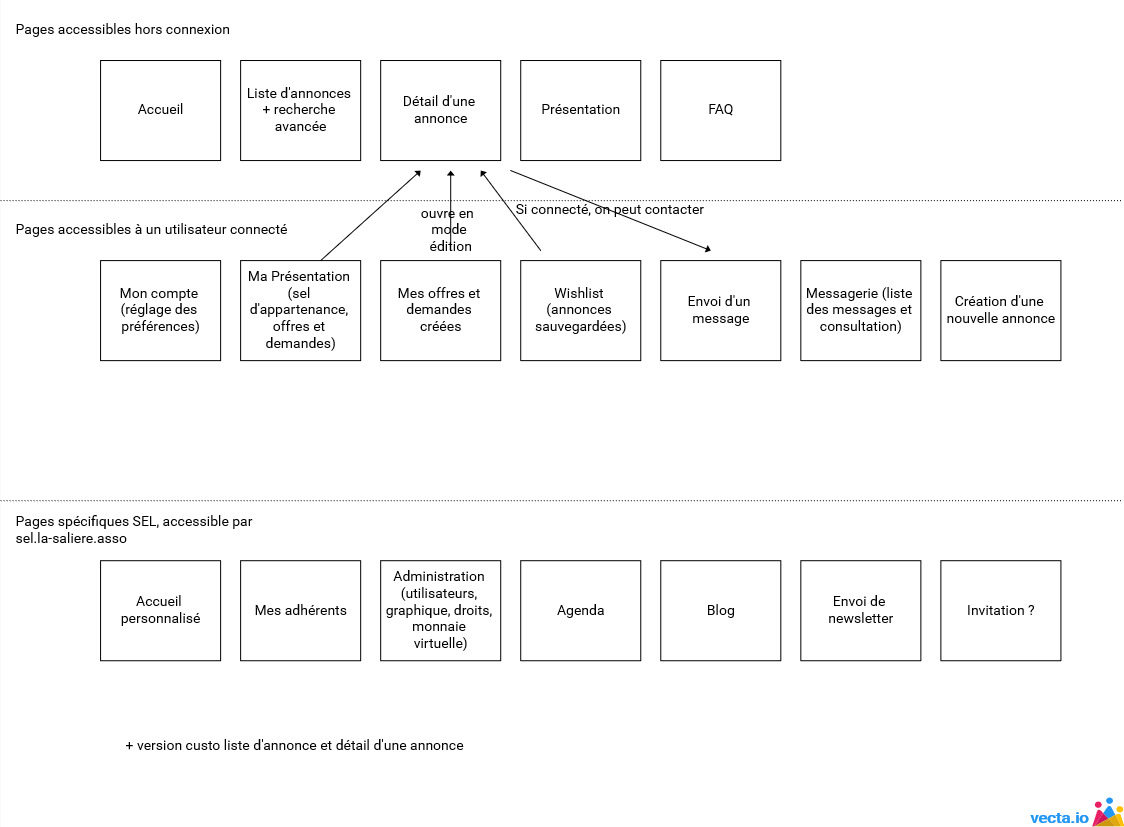 Pages accessibles hors connexion
Accueil
Liste d'annonces
+ recherche
avancée
Détail d'une
annonce
Présentation
FAQ
ouvre en
mode
édition
Si connecté, on peut contacter
Pages accessibles à un utilisateur connecté
Mon compte
(réglage des
préférences)
Ma Présentation
(sel
d'appartenance,
offres et
demandes)
Mes offres et
demandes
créées
Wishlist
(annonces
sauvegardées)
Envoi d'un
message
Messagerie (liste
des messages et
consultation)
Création d'une
nouvelle annonce
Pages spécifiques SEL, accessible par
sel.la-saliere.asso
Accueil
personnalisé
Mes adhérents
Administration
(utilisateurs,
graphique, droits,
monnaie
virtuelle)
Agenda
Blog
Envoi de
newsletter
Invitation ?
+ version custo liste d'annonce et détail d'une annonce
vecta.io